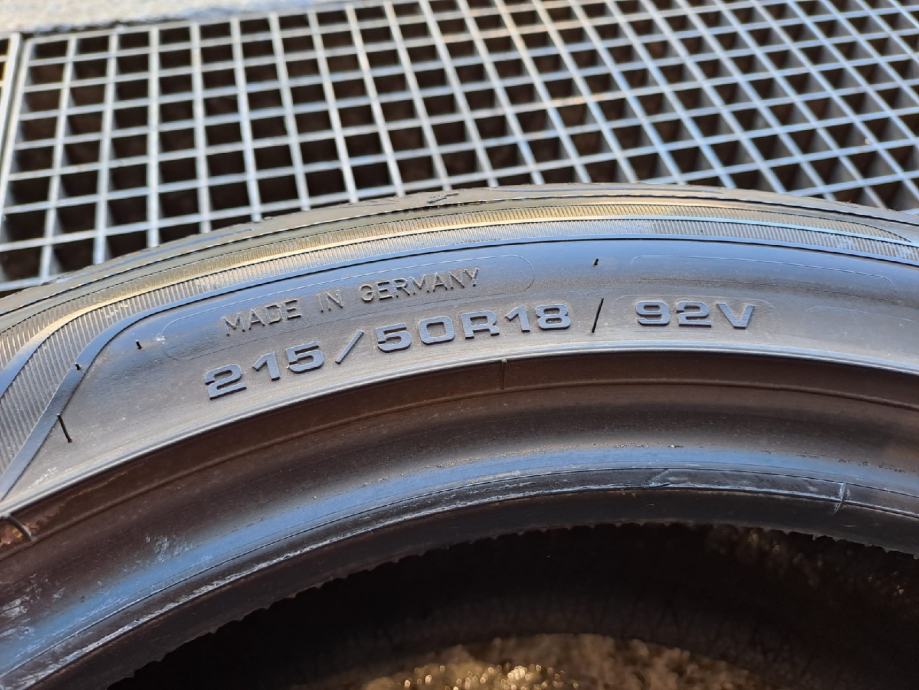 MADE IN GERMANY
215/50R18 92V